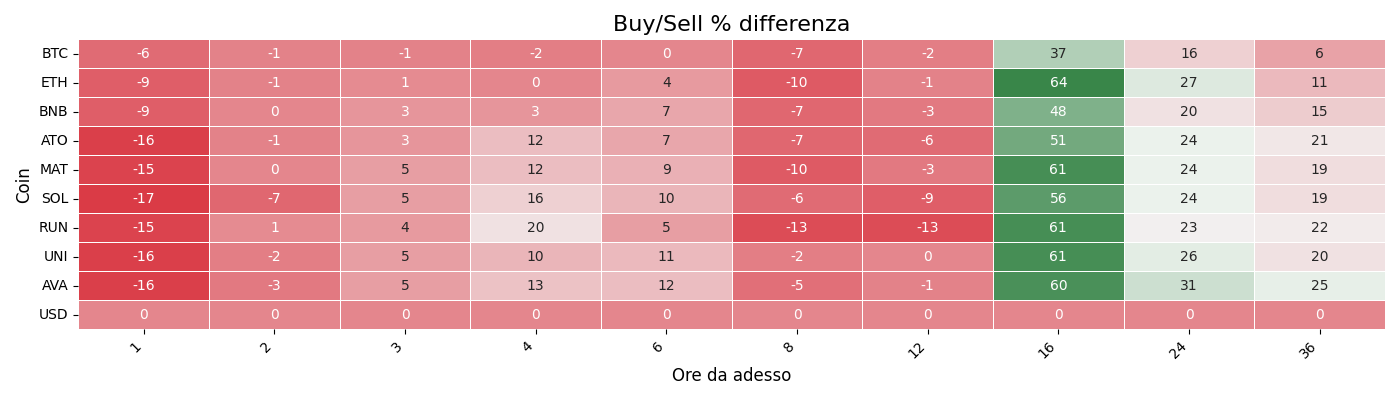 Buy/Sell % differenza
Coin
BTC -6 -1 -1 -2 0 -7 -2 37 16 6
ETH -9 -1 1 0 4 -10 -1 64 27 11
BNB -9 0 3 3 7 -7 -3 48 20 15
ATO -16 -1 3 12 7 -7 -6 51 24 21
MAT -15 0 5 12 9 -10 -3 61 24 19
SOL -17 -7 5 16 10 -6 -9 56 24 19
RUN -15 1 4 20 5 -13 -13 61 23 22
UNI -16 -2 5 10 11 -2 0 61 26 20
AVA -16 -3 5 13 12 -5 -1 60 31 25
USD 0 0 0 0 0 0 0 0 0 0
1 2 3 4 6 8 12 16 24 36
Ore da adesso